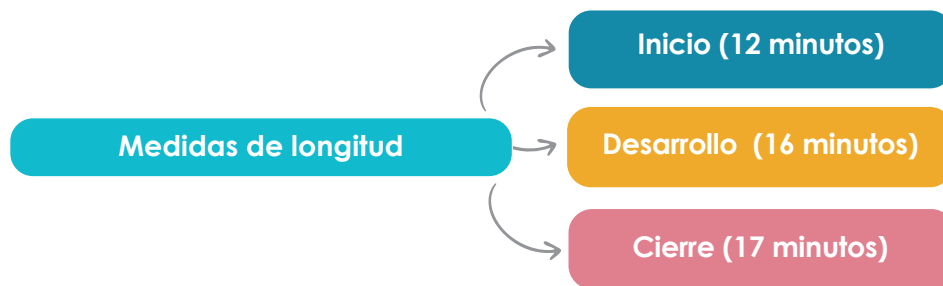 Inicio (12 minutos)
Medidas de longitud
Desarrollo (16 minutos)
Cierre (17 minutos)